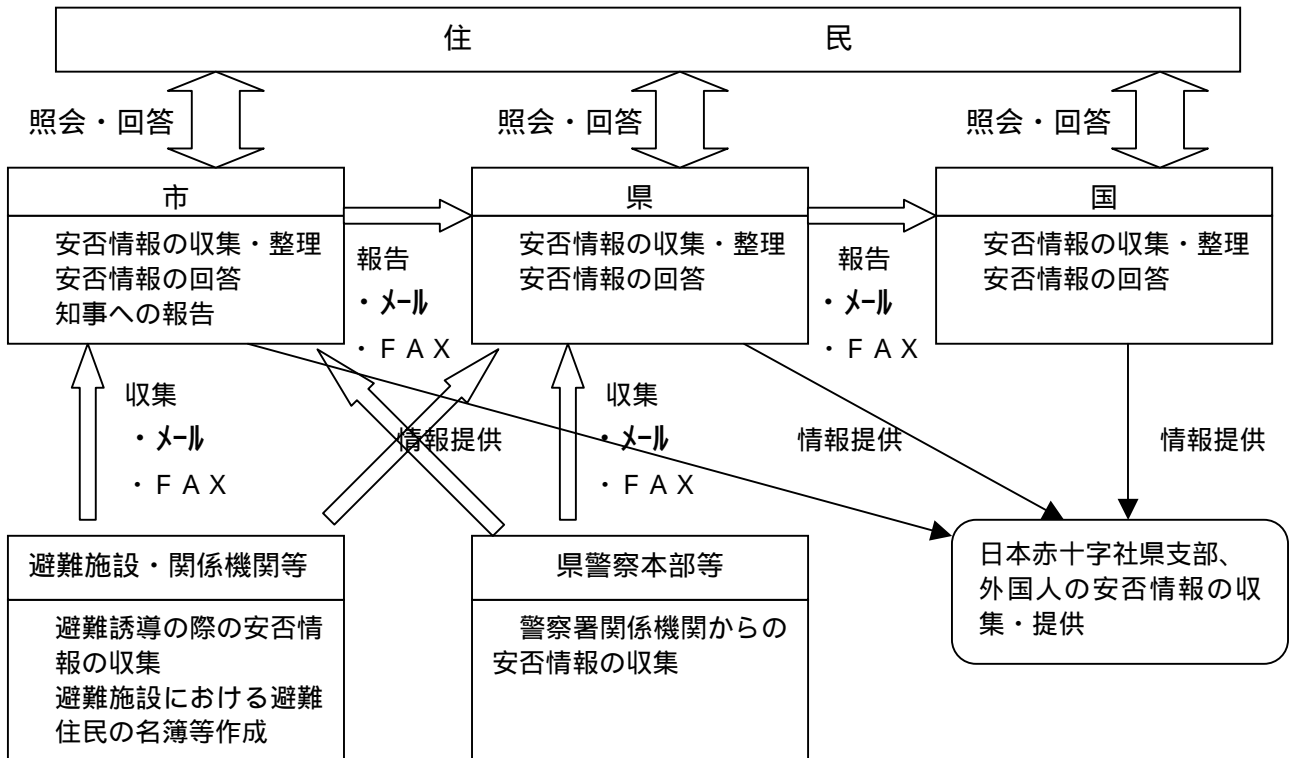 住　民
照会・回答
照会・回答
照会・回答
市
安否情報の収集・整理
安否情報の回答
知事への報告
報告
・メール
・ＦＡＸ
県
安否情報の収集・整理
安否情報の回答
報告
・メール
・ＦＡＸ
国
安否情報の収集・整理
安否情報の回答
収集
・メール
・ＦＡＸ
情報提供
収集
・メール
・ＦＡＸ
情報提供
情報提供
避難施設・関係機関等
避難誘導の際の安否情
報の収集
避難施設における避難
住民の名簿等作成
県警察本部等
警察署関係機関からの
安否情報の収集
日本赤十字社県支部、
外国人の安否情報の収
集・提供